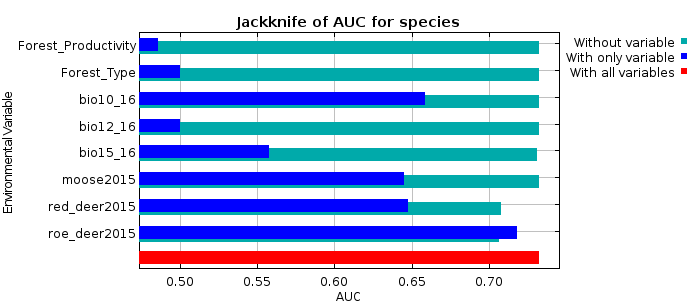 Jackknife of AUC for species
Without variable
With only variable
With all variables
Environmental Variable
Forest_Productivity
Forest_Type
bio10_16
bio12_16
bio15_16
moose2015
red_deer2015
roe_deer2015
0.50 0.55 0.60 0.65 0.70
AUC